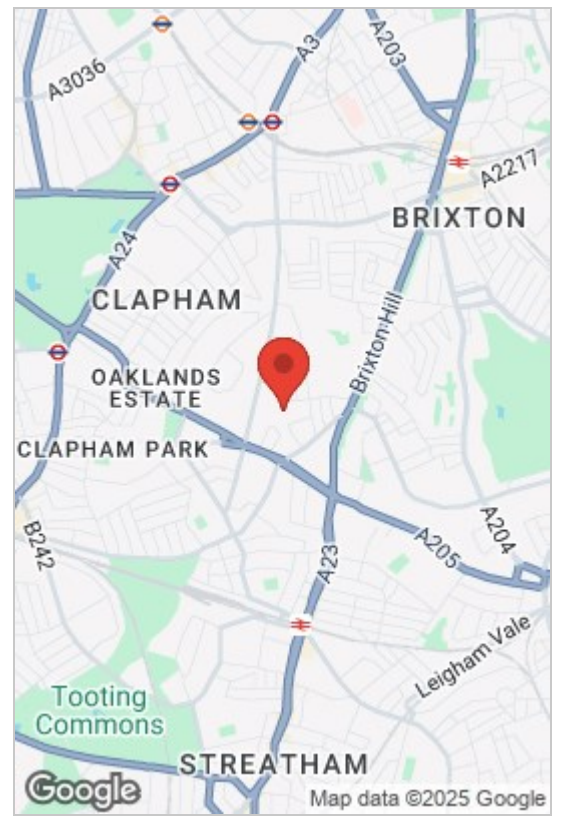 A3
A203
A3036
A2217
BRIXTON
A24
CLAPHAM
Brixton Hill
OAKLANDS
ESTATE
CLAPHAM PARK
B242
A204
A205
A23
Leigham Vale
Tooting
Commons
STREATHAM
Google
Map data ©2025 Google